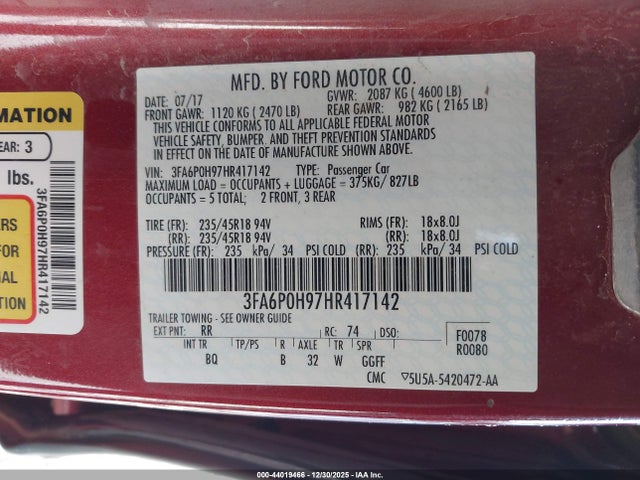 MFD. BY FORD MOTOR CO.
DATE: 07/17 GVWR: 2087 KG ( 4600 LB)
FRONT GAWR: 1120 KG ( 2470 LB) REAR GAWR: 982 KG ( 2165 LB)
THIS VEHICLE CONFORMS TO ALL APPLICABLE FEDERAL MOTOR
VEHICLE SAFETY, BUMPER, AND THEFT PREVENTION STANDARDS
IN EFFECT ON THE DATE OF MANUFACTURE SHOWN ABOVE.
VIN: 3FA6P0H97HR417142 TYPE: Passenger Car
MAXIMUM LOAD = OCCUPANTS + LUGGAGE = 375KG/ 827LB
OCCUPANTS = 5 TOTAL; 2 FRONT, 3 REAR
TIRE (FR): 235/45R18 94V RIMS (FR): 18x8.0J
(RR): 235/45R18 94V (RR): 18x8.0J
PRESSURE (FR): 235 kPa/ 34 PSI COLD (RR): 235 kPa/ 34 PSI COLD
3FA6P0H97HR417142
TRAILER TOWING - SEE OWNER GUIDE
EXT PNT: RR RC: 74 DSO: F0078
INT TR TP/PS R AXLE TR SPR R0080
BQ B 32 W GGFF
CMC ▽5U5A-5420472-AA
MATION
EAR: 3
lbs.
ERS
FOR
NAL
TION
3FA6P0H97HR417142
000-44019466 - 12/30/2025 - IAA Inc.